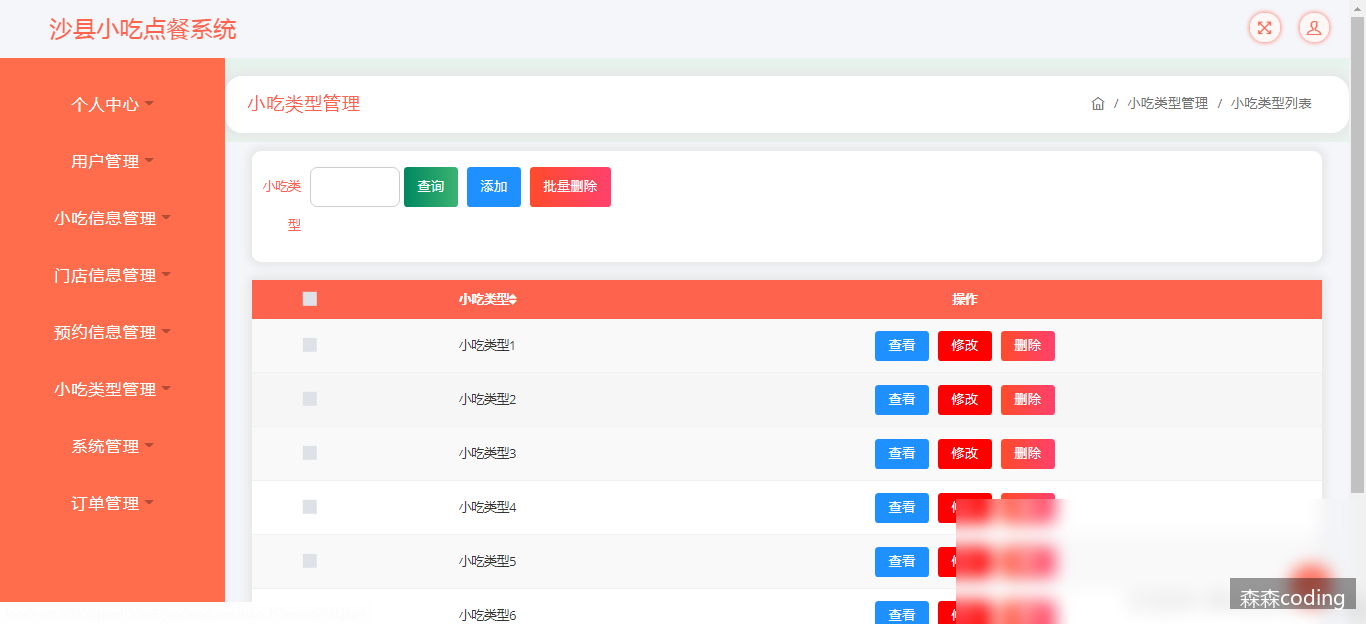 沙县小吃点餐系统
个人中心
用户管理
小吃信息管理
门店信息管理
预约信息管理
小吃类型管理
系统管理
订单管理
小吃类型管理
/ 小吃类型管理 / 小吃类型列表
小吃类
型
查询 添加 批量删除
小吃类型 操作
小吃类型1 查看 修改 删除
小吃类型2 查看 修改 删除
小吃类型3 查看 修改 删除
小吃类型4 查看
小吃类型5 查看
小吃类型6 查看
森森coding